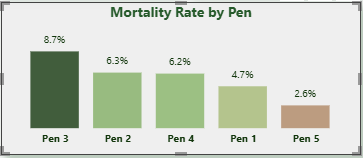 Mortality Rate by Pen
8.7%
6.3%
6.2%
4.7%
2.6%
Pen 3 Pen 2 Pen 4 Pen 1 Pen 5